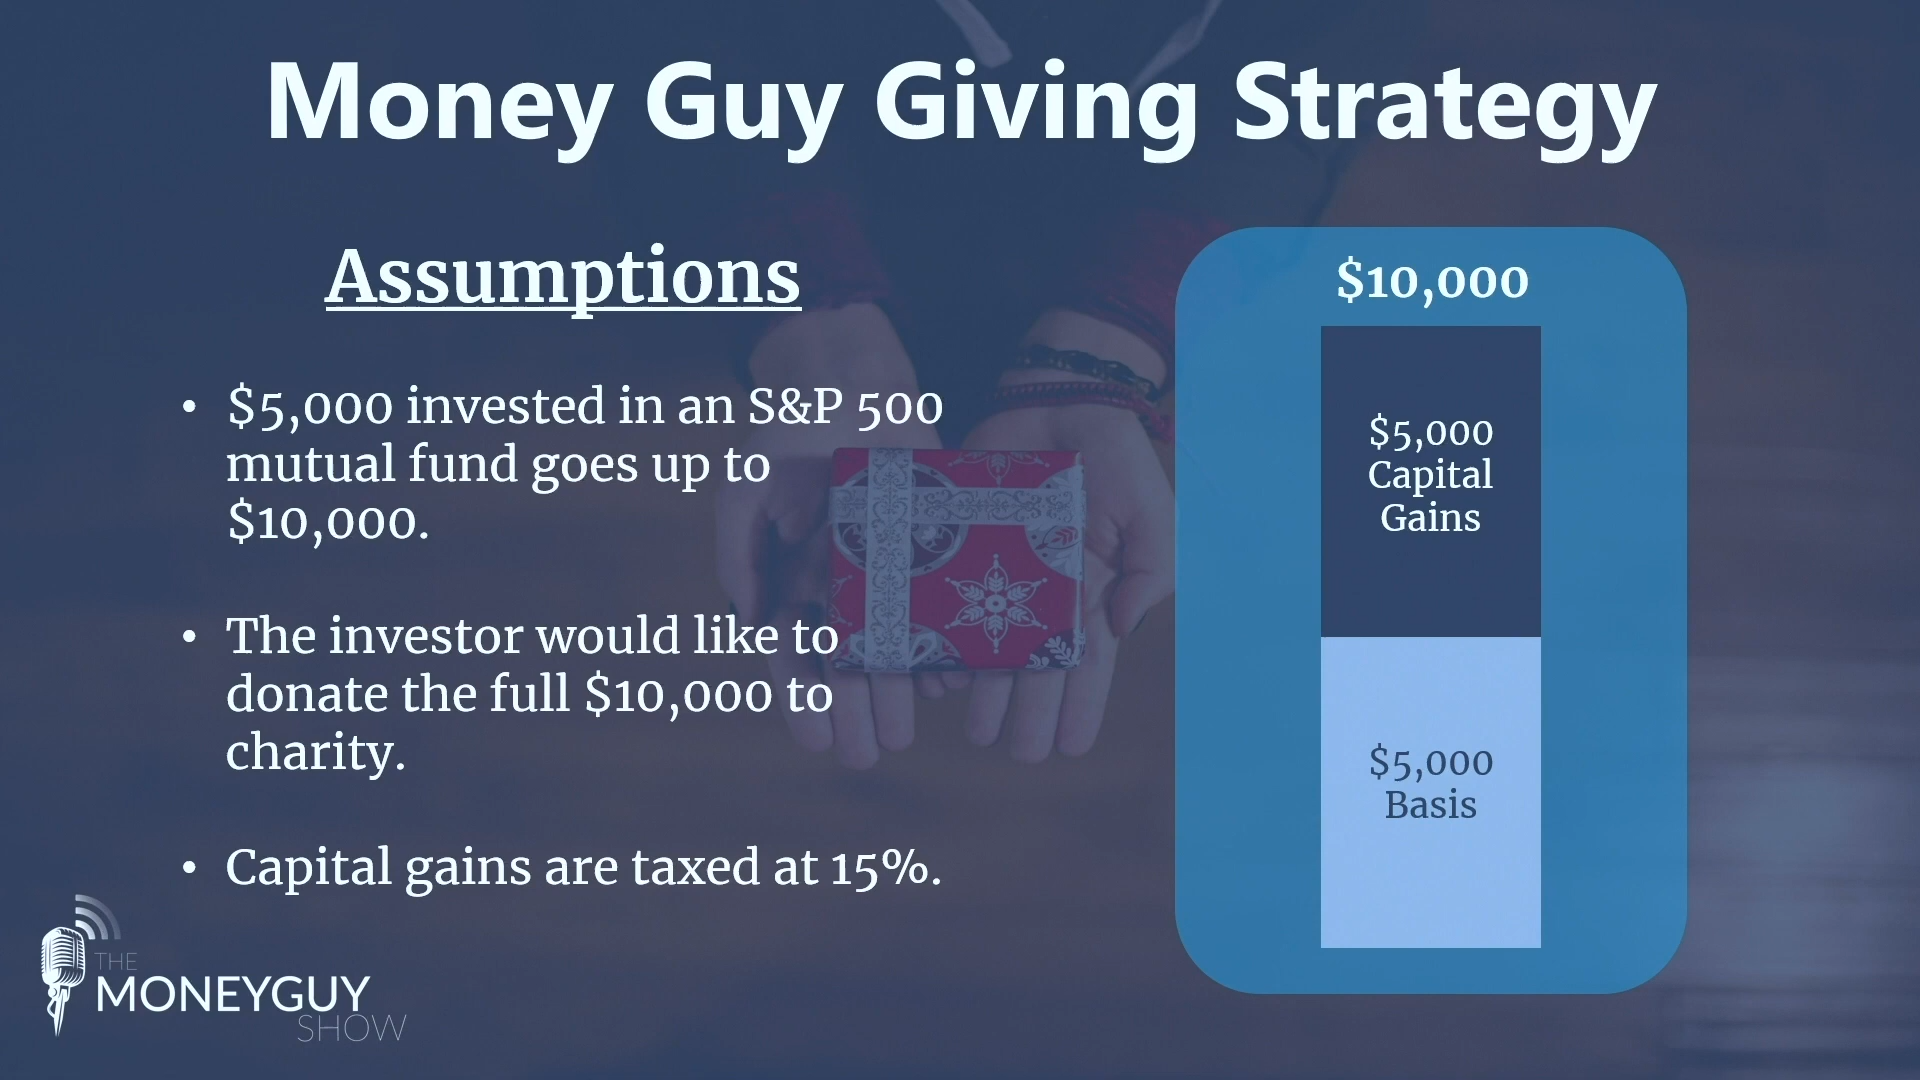 Money Guy Giving Strategy
Assumptions
• $5,000 invested in an S&P 500
mutual fund goes up to
$10,000.
• The investor would like to
donate the full $10,000 to
charity.
• Capital gains are taxed at 15%.
$10,000
$5,000
Capital
Gains
$5,000
Basis
THE
MONEYGUY
SHOW